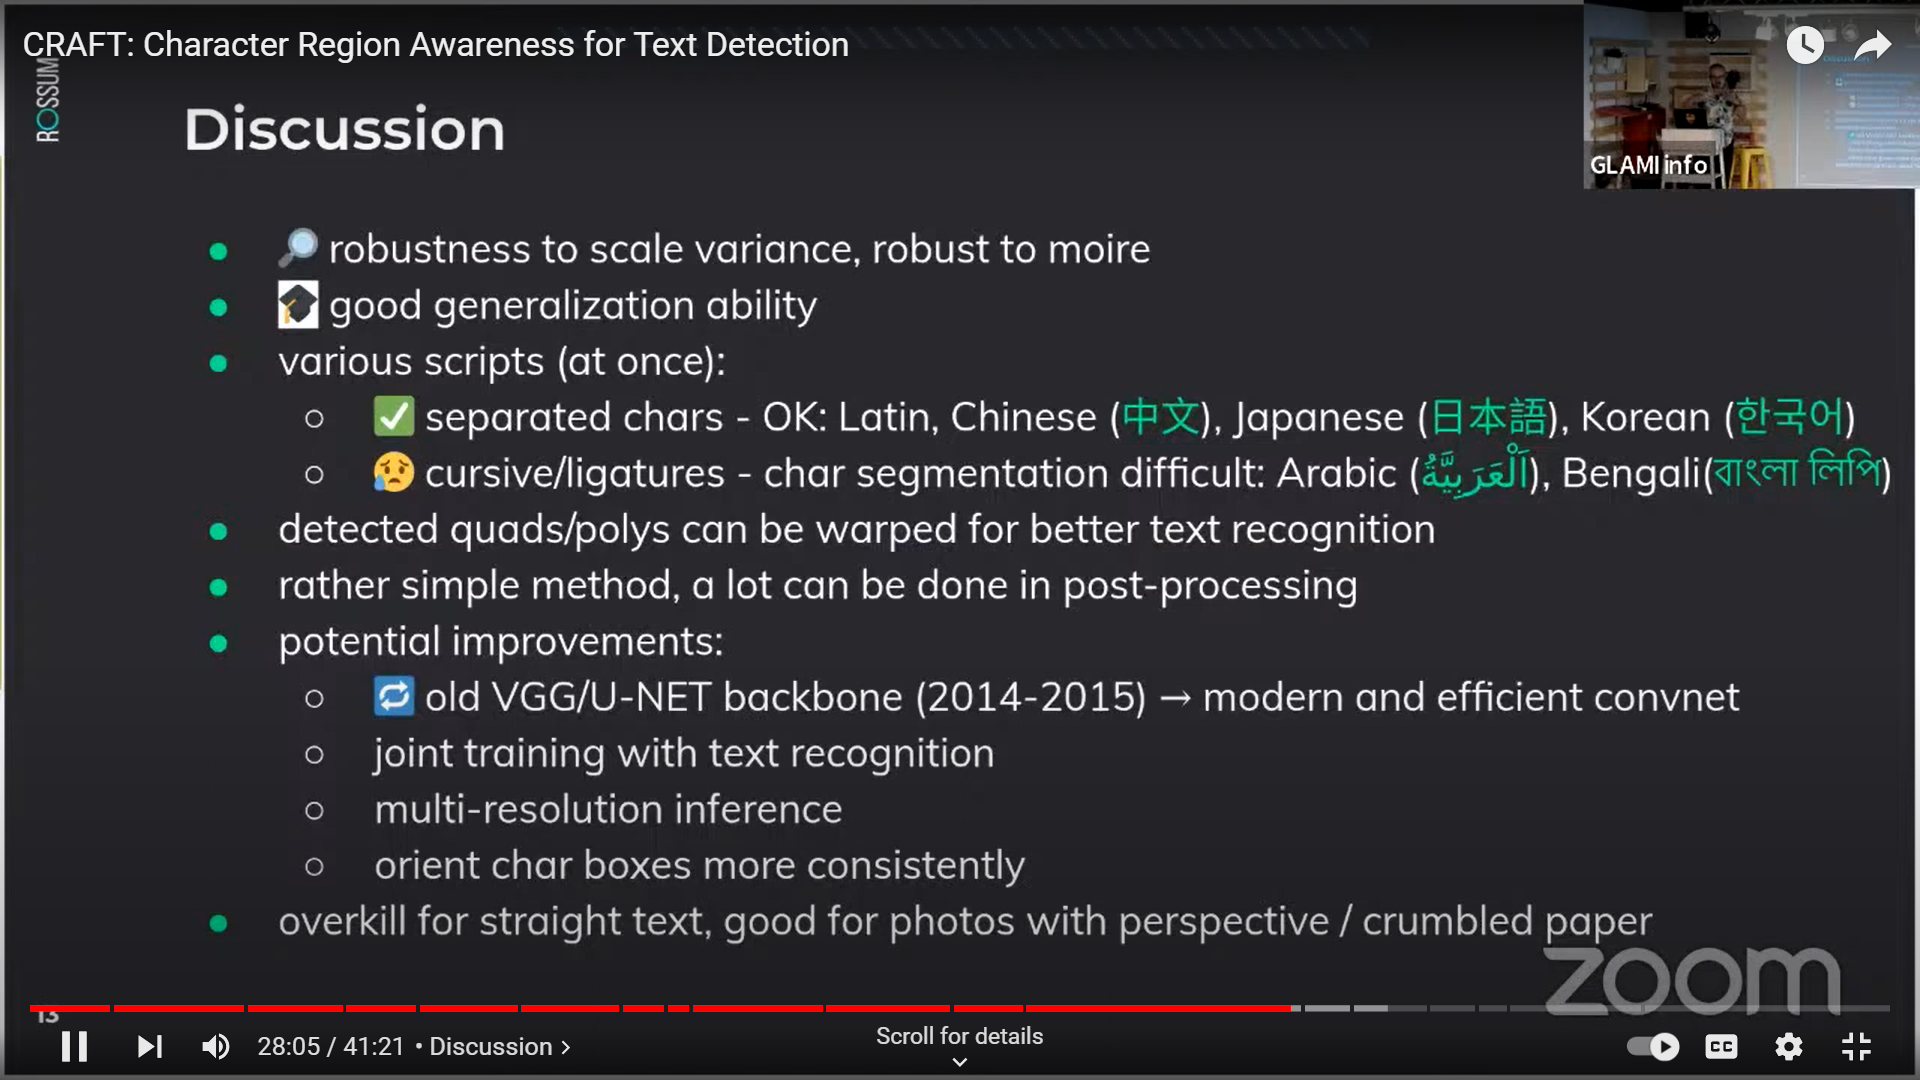 CRAFT: Character Region Awareness for Text Detection
ROSSUM
GLAMI info
Discussion
robustness to scale variance, robust to moire
good generalization ability
various scripts (at once):
separated chars - OK: Latin, Chinese (中文), Japanese (日本語), Korean (한국어)
cursive/ligatures - char segmentation difficult: Arabic (اَلْعَرَبِيَّةُ), Bengali(বাংলা লিপি)
detected quads/polys can be warped for better text recognition
rather simple method, a lot can be done in post-processing
potential improvements:
old VGG/U-NET backbone (2014-2015) → modern and efficient convnet
joint training with text recognition
multi-resolution inference
orient char boxes more consistently
overkill for straight text, good for photos with perspective / crumbled paper
zoom
13
28:05 / 41:21 • Discussion
Scroll for details
CC